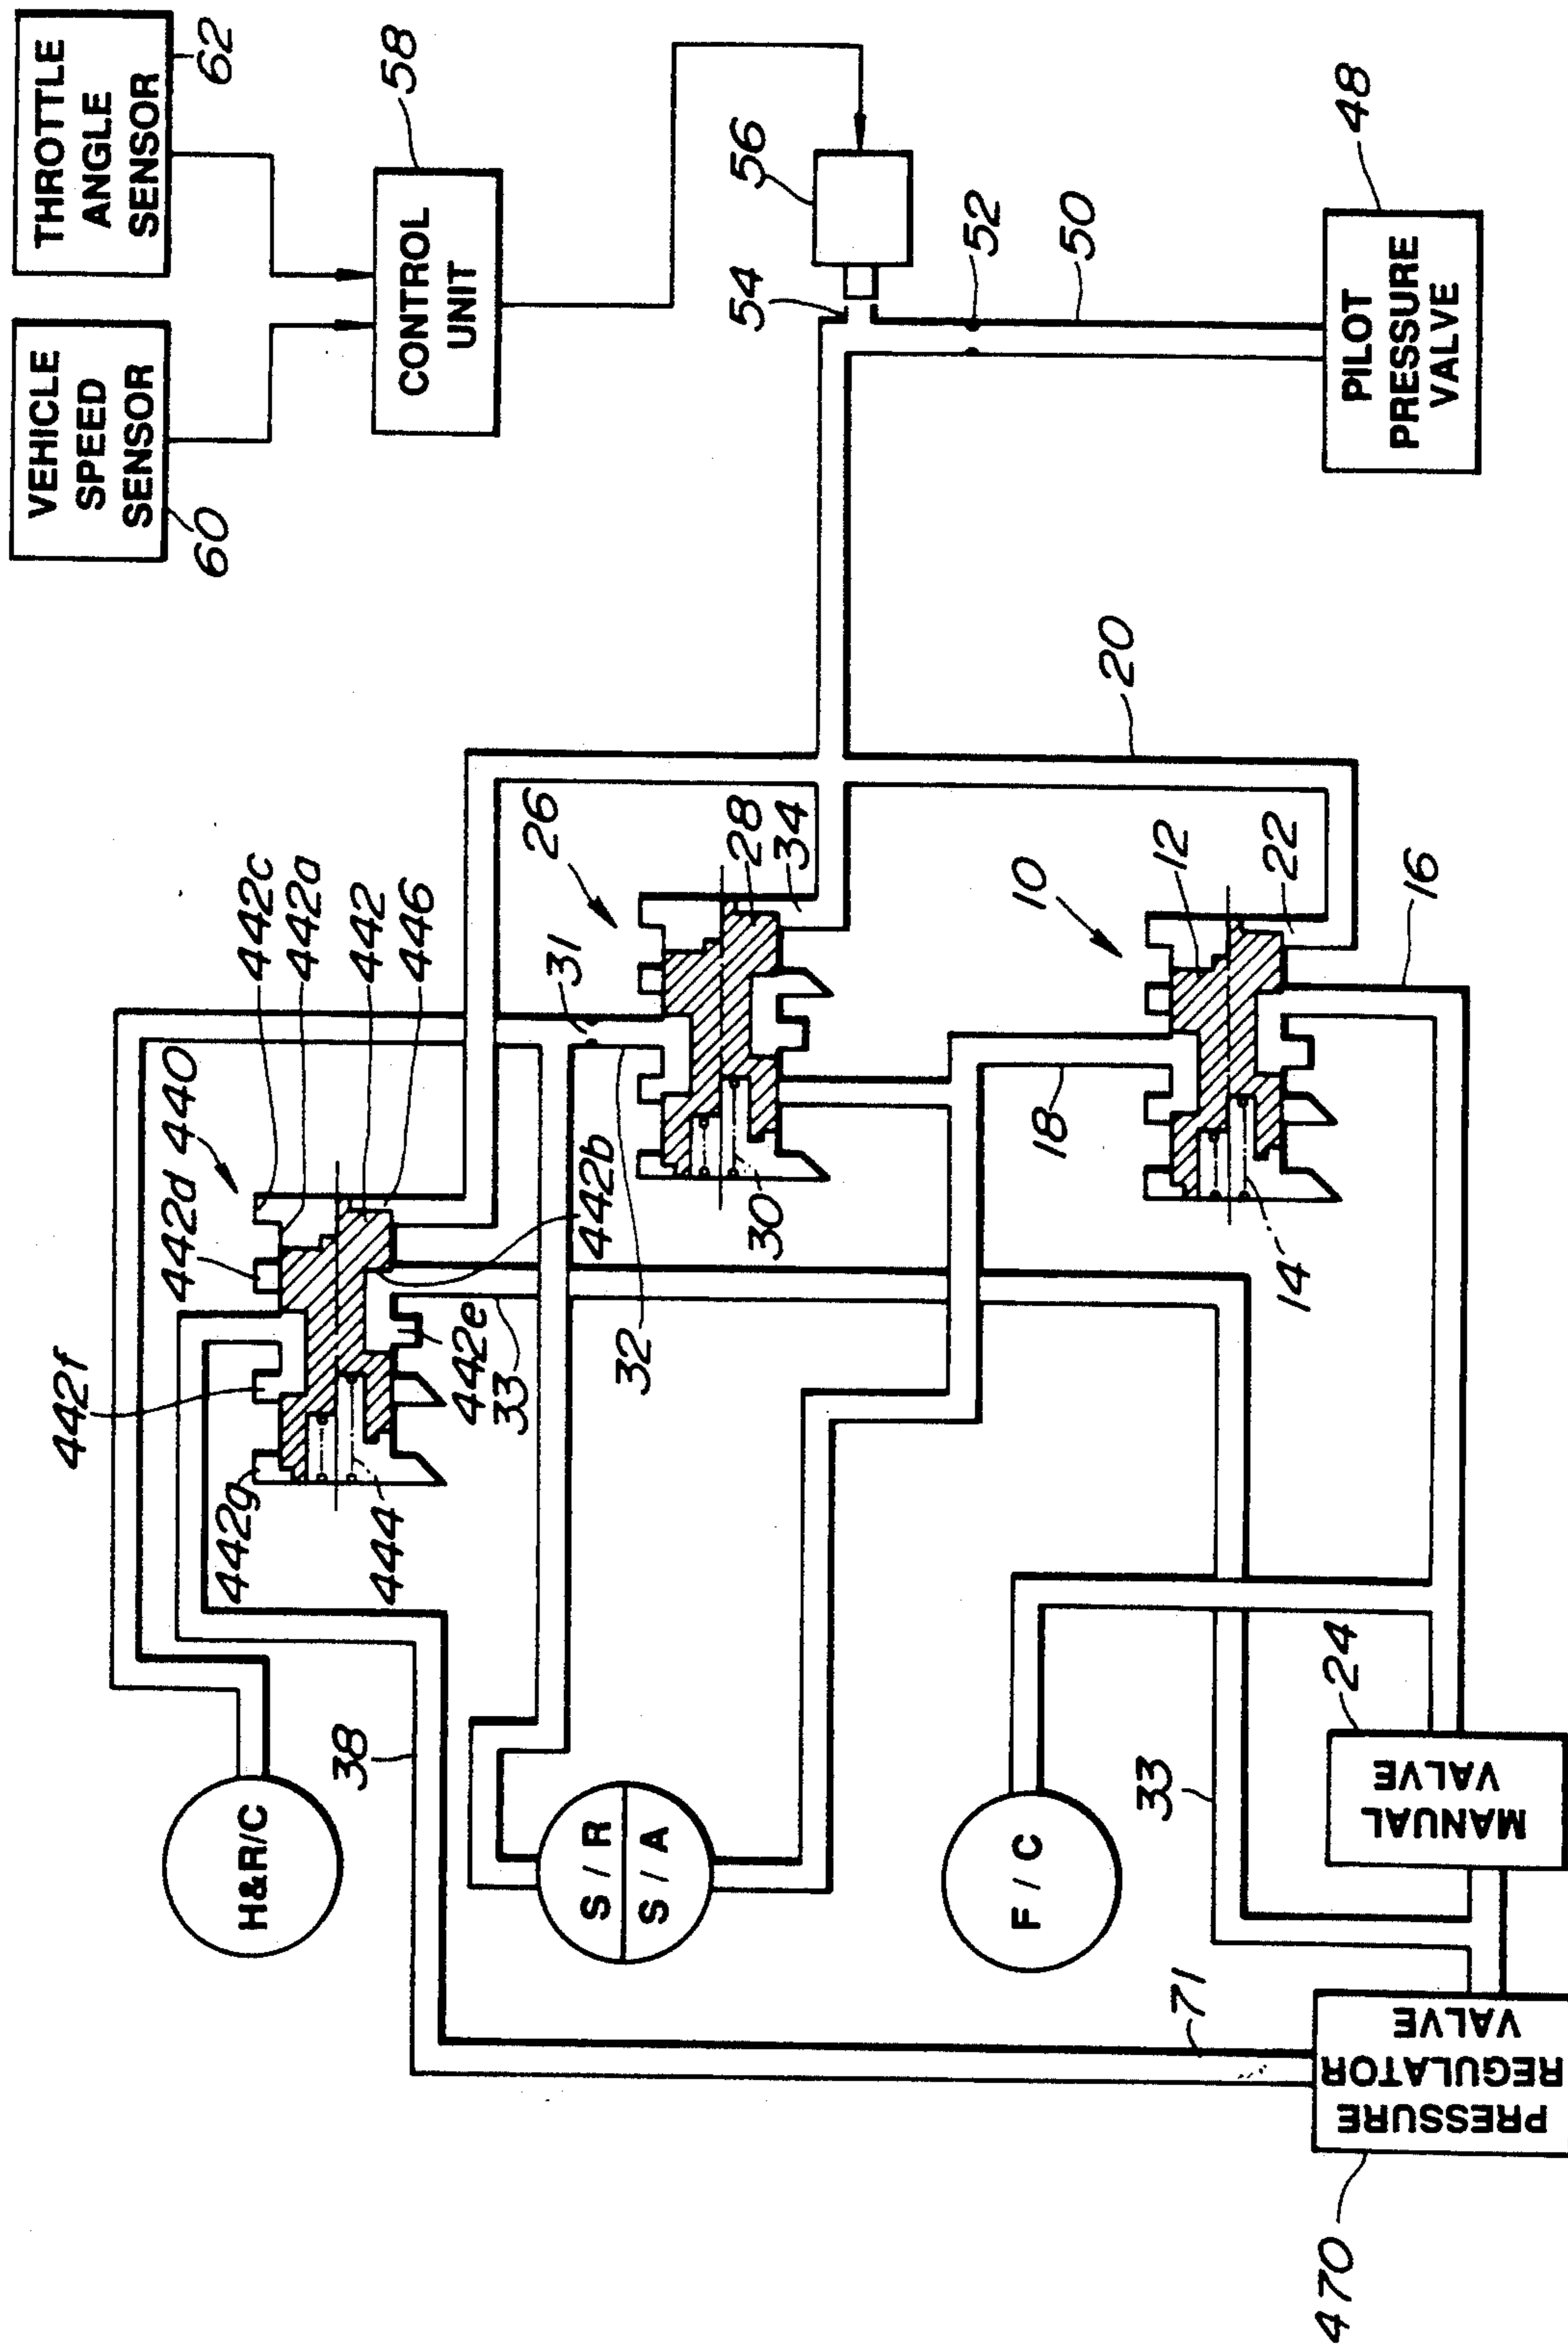 THROTTLE
ANGLE
SENSOR
62
VEHICLE
SPEED
SENSOR
60
CONTROL
UNIT
58
56
54
52
50
PILOT
PRESSURE
VALVE
48
20
26
28
34
31
30
32
10
12
22
16
18
14
440
442c
442a
442
446
442d
442b
442f
442e
33
442g
444
38
H&R/C
S/R
S/A
F/C
33
24
MANUAL
VALVE
71
PRESSURE
REGULATOR
VALVE
470